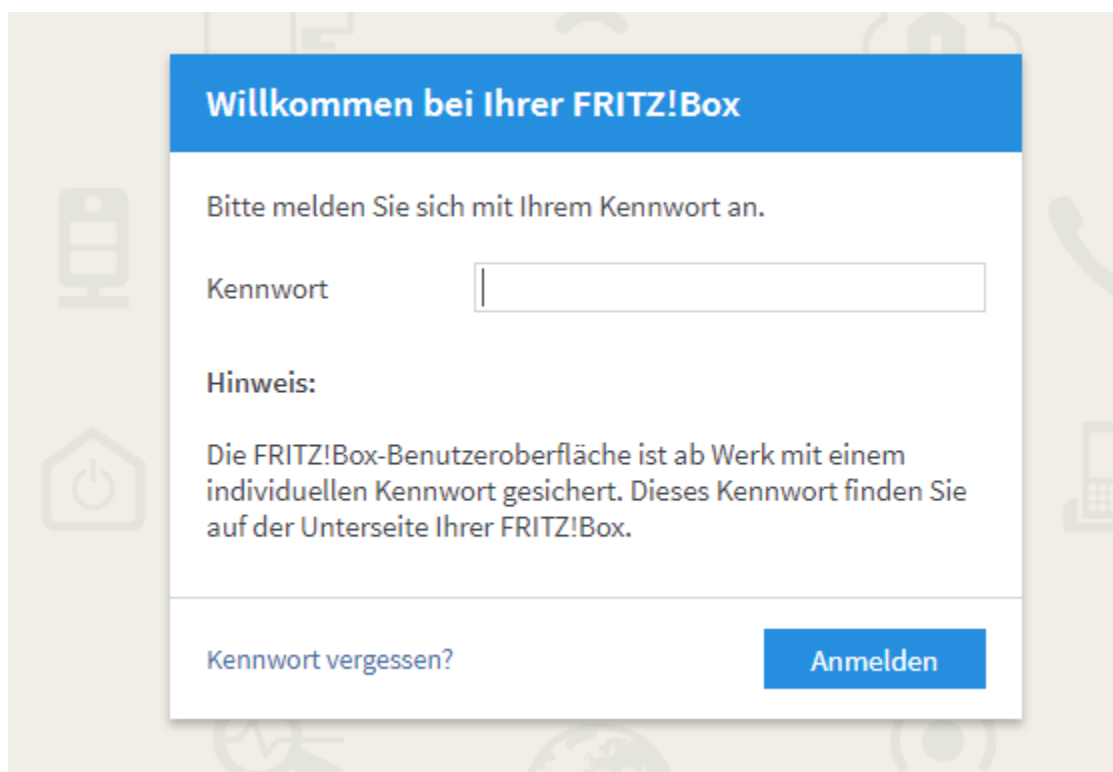 Willkommen bei Ihrer FRITZ!Box
Bitte melden Sie sich mit Ihrem Kennwort an.
Kennwort
Hinweis:
Die FRITZ!Box-Benutzeroberfläche ist ab Werk mit einem
individuellen Kennwort gesichert. Dieses Kennwort finden Sie
auf der Unterseite Ihrer FRITZ!Box.
Kennwort vergessen?
Anmelden